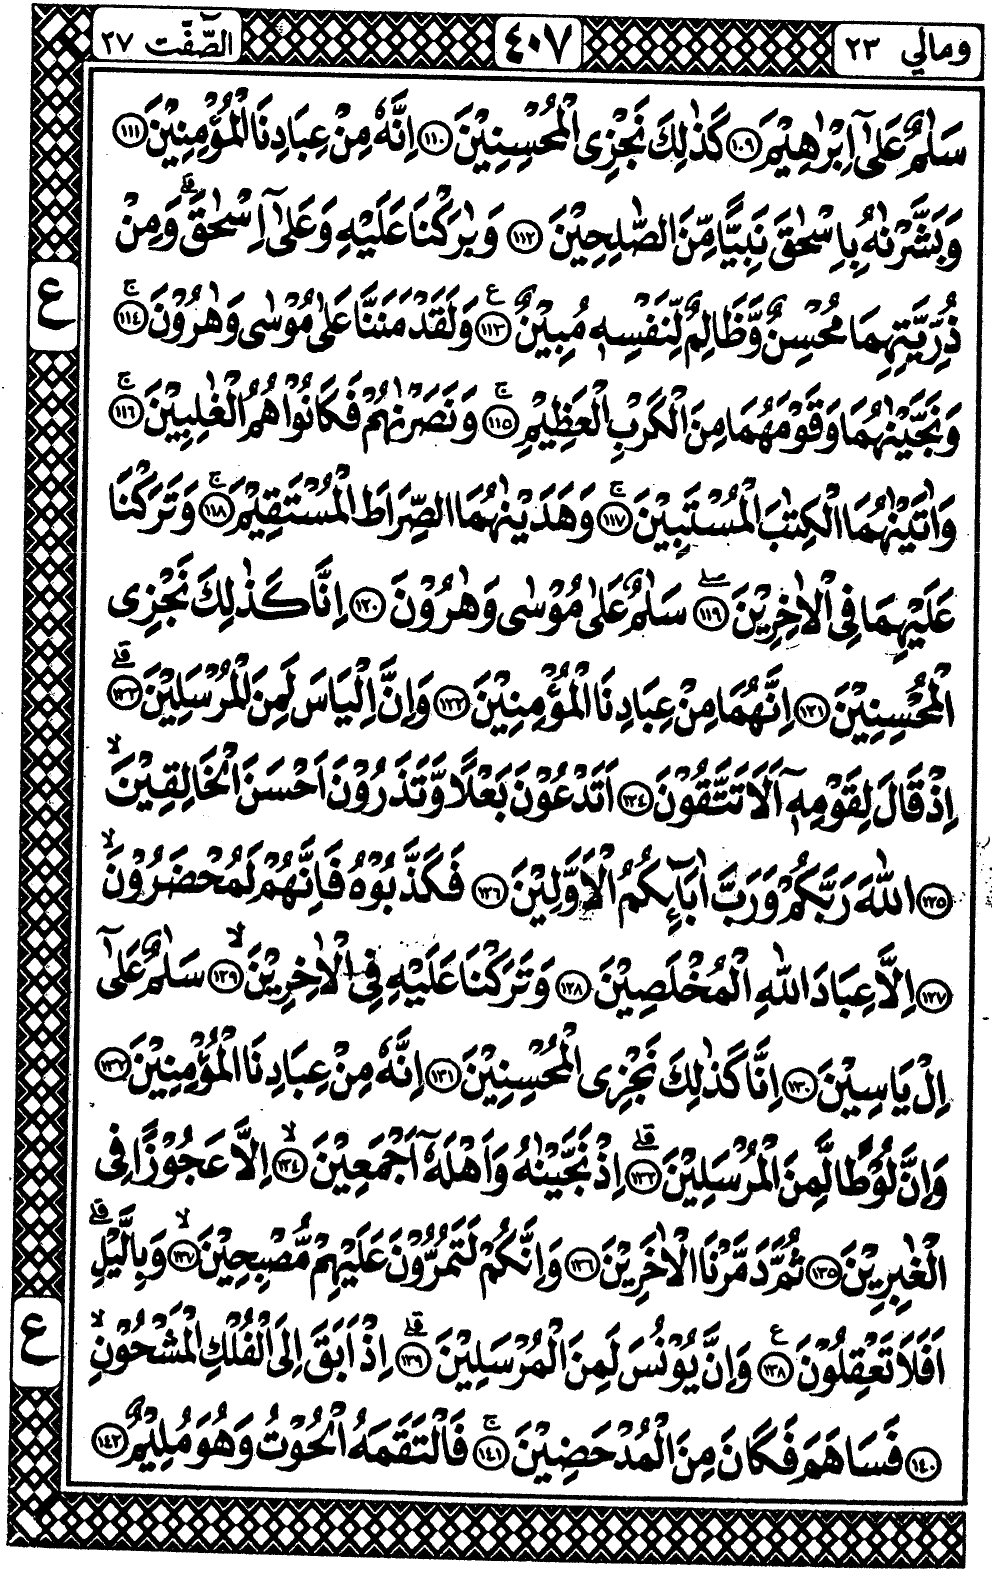 ومالي ٢٣ ٤٠٧ الصّٰفّٰت ٣٧
سَلٰمٌ عَلٰۤى اِبْرٰهِیْمَ ۝١٠٩ كَذٰلِكَ نَجْزِی الْمُحْسِنِیْنَ ۝١١٠ اِنَّهٗ مِنْ عِبَادِنَا الْمُؤْمِنِیْنَ ۝١١١
وَبَشَّرْنٰهُ بِاِسْحٰقَ نَبِیًّا مِّنَ الصّٰلِحِیْنَ ۝١١٢ وَبٰرَكْنَا عَلَیْهِ وَعَلٰۤى اِسْحٰقَ ؕ وَمِنْ
ذُرِّیَّتِهِمَا مُحْسِنٌ وَّظَالِمٌ لِّنَفْسِهٖ مُبِیْنٌ ۝١١٣ ع وَلَقَدْ مَنَنَّا عَلٰى مُوْسٰى وَهٰرُوْنَ ۝١١٤ۚ
وَنَجَّیْنٰهُمَا وَقَوْمَهُمَا مِنَ الْكَرْبِ الْعَظِیْمِ ۝١١٥ۚ وَنَصَرْنٰهُمْ فَكَانُوْا هُمُ الْغٰلِبِیْنَ ۝١١٦ۚ
وَاٰتَیْنٰهُمَا الْكِتٰبَ الْمُسْتَبِیْنَ ۝١١٧ۚ وَهَدَیْنٰهُمَا الصِّرَاطَ الْمُسْتَقِیْمَ ۝١١٨ۚ وَتَرَكْنَا
عَلَیْهِمَا فِی الْاٰخِرِیْنَ ۝١١٩ۖ سَلٰمٌ عَلٰى مُوْسٰى وَهٰرُوْنَ ۝١٢٠ اِنَّا كَذٰلِكَ نَجْزِی
الْمُحْسِنِیْنَ ۝١٢١ اِنَّهُمَا مِنْ عِبَادِنَا الْمُؤْمِنِیْنَ ۝١٢٢ وَاِنَّ اِلْیَاسَ لَمِنَ الْمُرْسَلِیْنَ ۝١٢٣ؕ
اِذْ قَالَ لِقَوْمِهٖۤ اَلَا تَتَّقُوْنَ ۝١٢٤ اَتَدْعُوْنَ بَعْلًا وَّتَذَرُوْنَ اَحْسَنَ الْخَالِقِیْنَ ۙ
۝١٢٥ اللّٰهَ رَبَّكُمْ وَرَبَّ اٰبَآىِٕكُمُ الْاَوَّلِیْنَ ۝١٢٦ فَكَذَّبُوْهُ فَاِنَّهُمْ لَمُحْضَرُوْنَ ۙ
۝١٢٧ اِلَّا عِبَادَ اللّٰهِ الْمُخْلَصِیْنَ ۝١٢٨ وَتَرَكْنَا عَلَیْهِ فِی الْاٰخِرِیْنَ ۝١٢٩ۙ سَلٰمٌ عَلٰۤى
اِلْ یَاسِیْنَ ۝١٣٠ اِنَّا كَذٰلِكَ نَجْزِی الْمُحْسِنِیْنَ ۝١٣١ اِنَّهٗ مِنْ عِبَادِنَا الْمُؤْمِنِیْنَ ۝١٣٢
وَاِنَّ لُوْطًا لَّمِنَ الْمُرْسَلِیْنَ ۝١٣٣ؕ اِذْ نَجَّیْنٰهُ وَاَهْلَهٗۤ اَجْمَعِیْنَ ۝١٣٤ۙ اِلَّا عَجُوْزًا فِی
الْغٰبِرِیْنَ ۝١٣٥ ثُمَّ دَمَّرْنَا الْاٰخَرِیْنَ ۝١٣٦ وَاِنَّكُمْ لَتَمُرُّوْنَ عَلَیْهِمْ مُّصْبِحِیْنَ ۝١٣٧ۙ وَبِالَّیْلِ ؕ
اَفَلَا تَعْقِلُوْنَ ۝١٣٨ ع وَاِنَّ یُوْنُسَ لَمِنَ الْمُرْسَلِیْنَ ۝١٣٩ؕ اِذْ اَبَقَ اِلَى الْفُلْكِ الْمَشْحُوْنِ ۙ
۝١٤٠ فَسَاهَمَ فَكَانَ مِنَ الْمُدْحَضِیْنَ ۝١٤١ۚ فَالْتَقَمَهُ الْحُوْتُ وَهُوَ مُلِیْمٌ ۝١٤٢
ع
ع